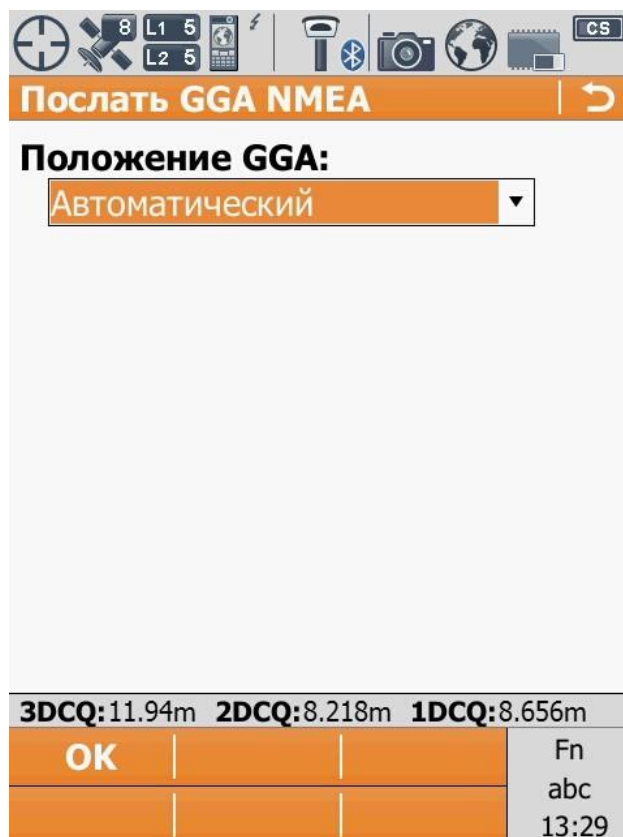 8 L1 5 CS
L2 5
Послать GGA NMEA
Положение GGA:
Автоматический
3DCQ:11.94m 2DCQ:8.218m 1DCQ:8.656m
OK Fn
abc
13:29